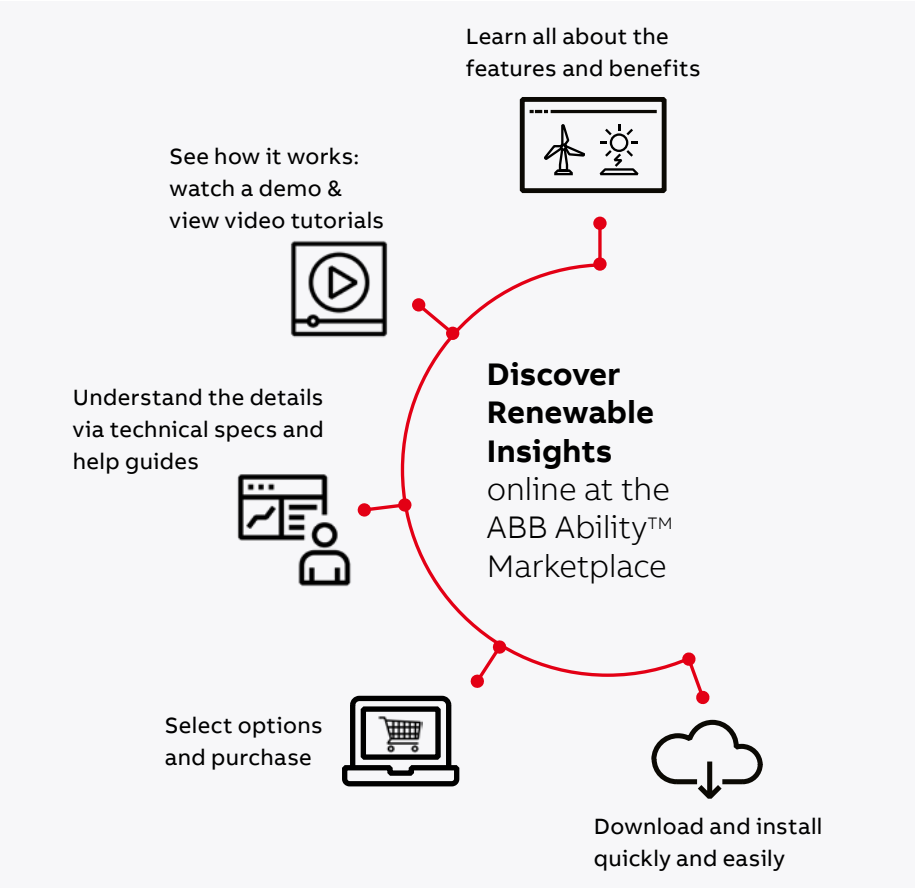 Learn all about the
features and benefits
See how it works:
watch a demo &
view video tutorials
Understand the details
via technical specs and
help guides
Discover
Renewable
Insights
online at the
ABB Ability™
Marketplace
Select options
and purchase
Download and install
quickly and easily